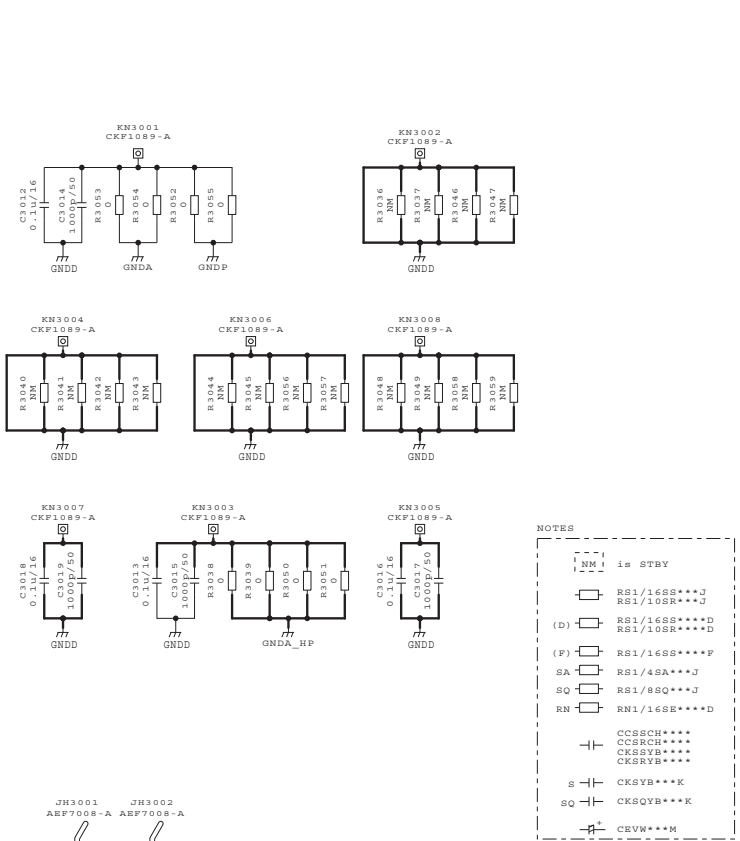 KN3001
CKF1089-A
KN3002
CKF1089-A
C3012
0.1u/16
C3014
1000p/50
R3053
0
R3054
0
R3052
0
R3055
0
R3036
NM
R3037
NM
R3046
NM
R3047
NM
GNDD
GNDA
GNDP
GNDD
KN3004
CKF1089-A
KN3006
CKF1089-A
KN3008
CKF1089-A
R3040
NM
R3041
NM
R3042
NM
R3043
NM
R3044
NM
R3045
NM
R3056
NM
R3057
NM
R3048
NM
R3049
NM
R3058
NM
R3059
NM
GNDD
GNDD
GNDD
KN3007
CKF1089-A
KN3003
CKF1089-A
KN3005
CKF1089-A
C3018
0.1u/16
C3019
1000p/50
C3013
0.1u/16
C3015
1000p/50
R3038
0
R3039
0
R3050
0
R3051
0
C3016
0.1u/16
C3017
1000p/50
GNDD
GNDD
GNDA_HP
GNDD
NOTES
NM is STBY
RS1/16SS***J
RS1/10SR***J
(D) RS1/16SS****D
RS1/10SR****D
(F) RS1/16SS****F
SA RS1/4SA***J
SQ RS1/8SQ***J
RN RN1/16SE****D
CCSSCH****
CCSRCH****
CKSSYB****
CKSRYB****
S CKSYB***K
SQ CKSQYB***K
+ CEVW***M
JH3001
AEF7008-A
JH3002
AEF7008-A